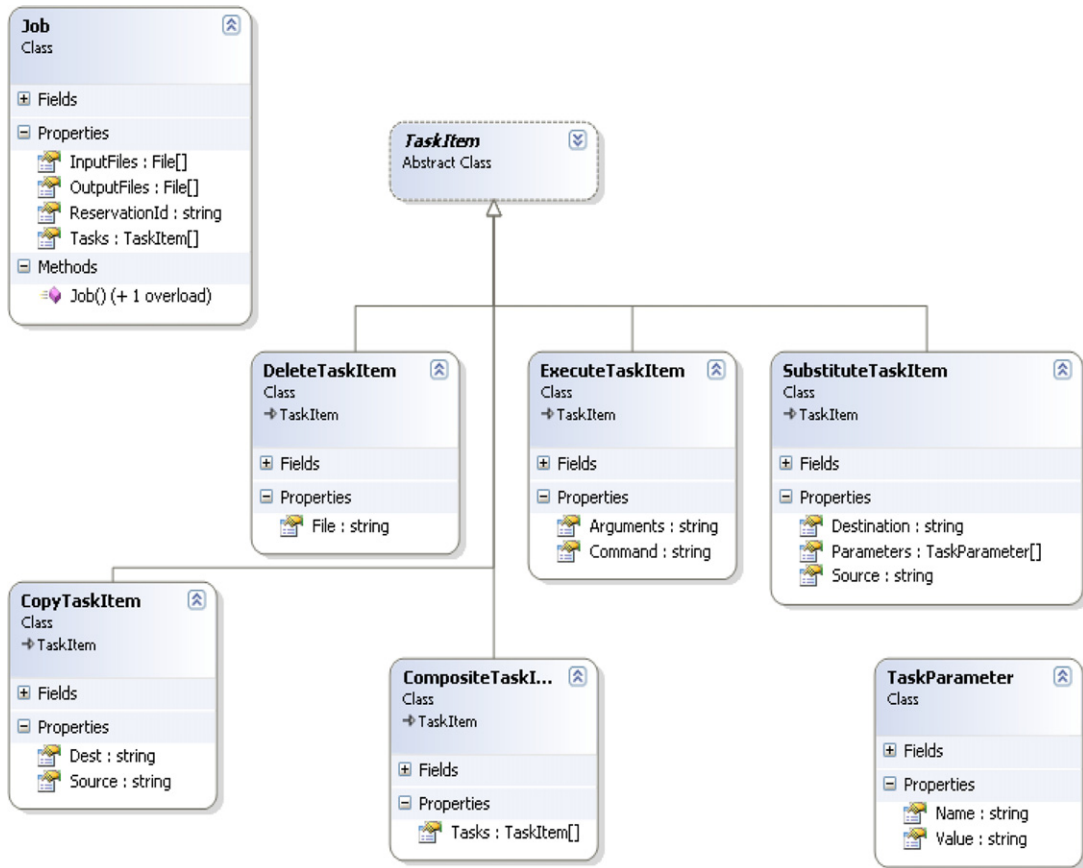 Job
Class
Fields
Properties
InputFiles : File[]
OutputFiles : File[]
ReservationId : string
Tasks : TaskItem[]
Methods
Job() (+ 1 overload)
TaskItem
Abstract Class
DeleteTaskItem
Class
TaskItem
Fields
Properties
File : string
ExecuteTaskItem
Class
TaskItem
Fields
Properties
Arguments : string
Command : string
SubstituteTaskItem
Class
TaskItem
Fields
Properties
Destination : string
Parameters : TaskParameter[]
Source : string
CopyTaskItem
Class
TaskItem
Fields
Properties
Dest : string
Source : string
CompositeTaskI...
Class
TaskItem
Fields
Properties
Tasks : TaskItem[]
TaskParameter
Class
Fields
Properties
Name : string
Value : string